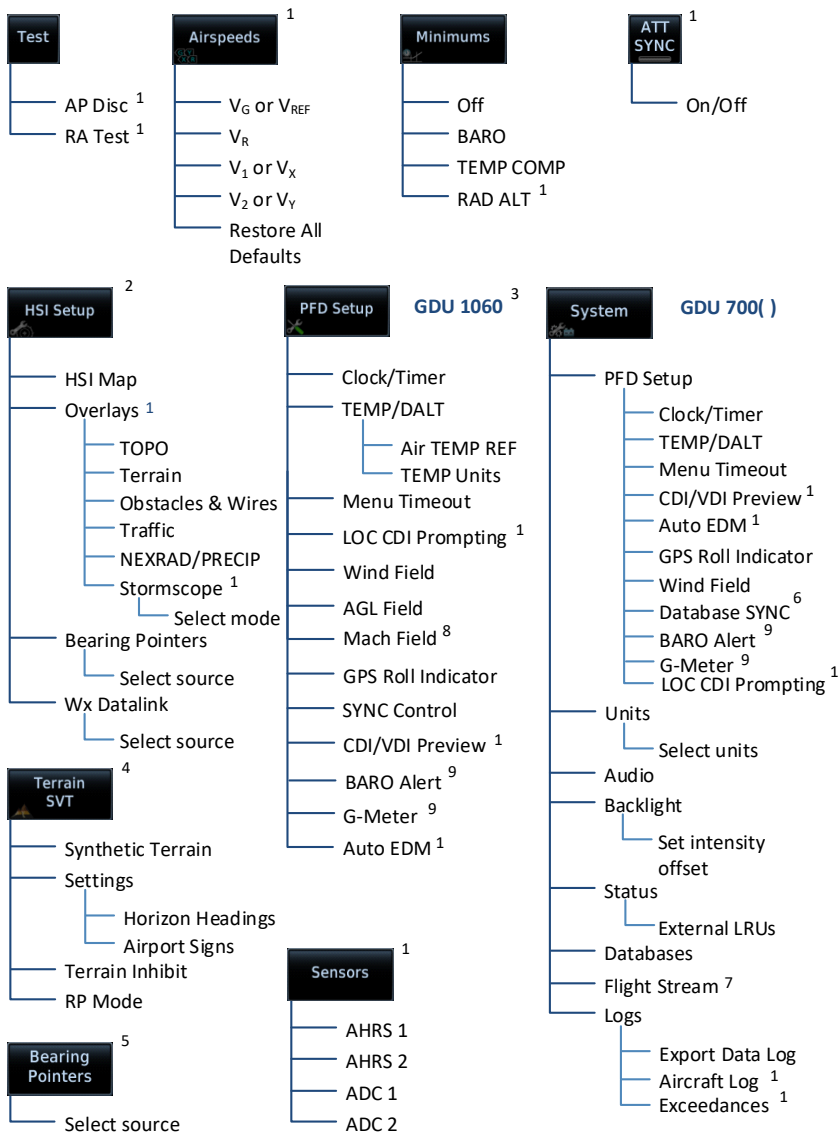 Test
AP Disc 1
RA Test 1
Airspeeds 1
VG or VREF
VR
V1 or VX
V2 or VY
Restore All
Defaults
Minimums
Off
BARO
TEMP COMP
RAD ALT 1
ATT
SYNC 1
On/Off
HSI Setup 2
HSI Map
Overlays 1
TOPO
Terrain
Obstacles & Wires
Traffic
NEXRAD/PRECIP
Stormscope 1
Select mode
Bearing Pointers
Select source
Wx Datalink
Select source
Terrain
SVT 4
Synthetic Terrain
Settings
Horizon Headings
Airport Signs
Terrain Inhibit
RP Mode
Bearing
Pointers 5
Select source
PFD Setup GDU 1060 3
Clock/Timer
TEMP/DALT
Air TEMP REF
TEMP Units
Menu Timeout
LOC CDI Prompting 1
Wind Field
AGL Field
Mach Field 8
GPS Roll Indicator
SYNC Control
CDI/VDI Preview 1
BARO Alert 9
G-Meter 9
Auto EDM 1
Sensors 1
AHRS 1
AHRS 2
ADC 1
ADC 2
System GDU 700( )
PFD Setup
Clock/Timer
TEMP/DALT
Menu Timeout
CDI/VDI Preview 1
Auto EDM 1
GPS Roll Indicator
Wind Field
Database SYNC 6
BARO Alert 9
G-Meter 9
LOC CDI Prompting 1
Units
Select units
Audio
Backlight
Set intensity
offset
Status
External LRUs
Databases
Flight Stream 7
Logs
Export Data Log
Aircraft Log 1
Exceedances 1